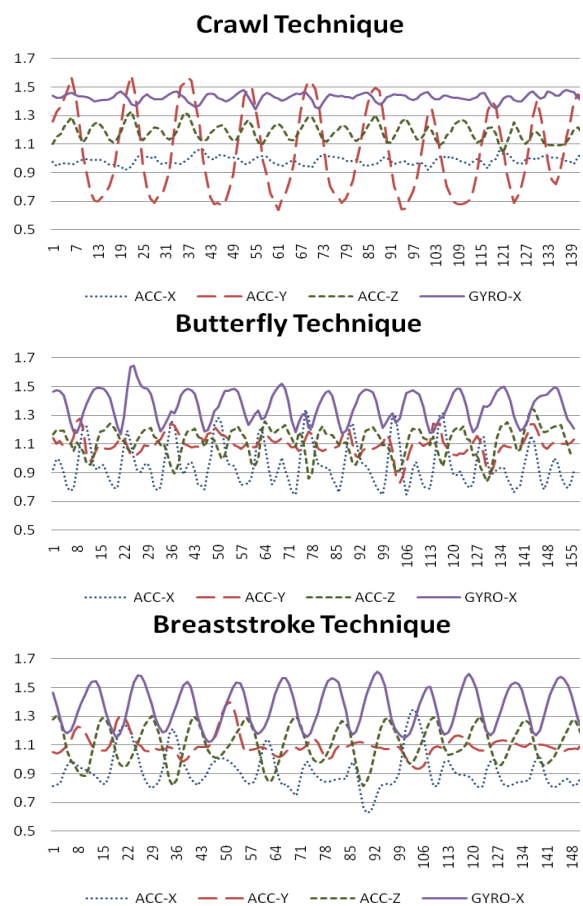 Crawl Technique
1.7
1.5
1.3
1.1
0.9
0.7
0.5
1 7 13 19 25 31 37 43 49 55 61 67 73 79 85 91 97 103 109 115 121 127 133 139
ACC-X ACC-Y ACC-Z GYRO-X
Butterfly Technique
1.7
1.5
1.3
1.1
0.9
0.7
0.5
1 8 15 22 29 36 43 50 57 64 71 78 85 92 99 106 113 120 127 134 141 148 155
ACC-X ACC-Y ACC-Z GYRO-X
Breaststroke Technique
1.7
1.5
1.3
1.1
0.9
0.7
0.5
1 8 15 22 29 36 43 50 57 64 71 78 85 92 99 106 113 120 127 134 141 148
ACC-X ACC-Y ACC-Z GYRO-X